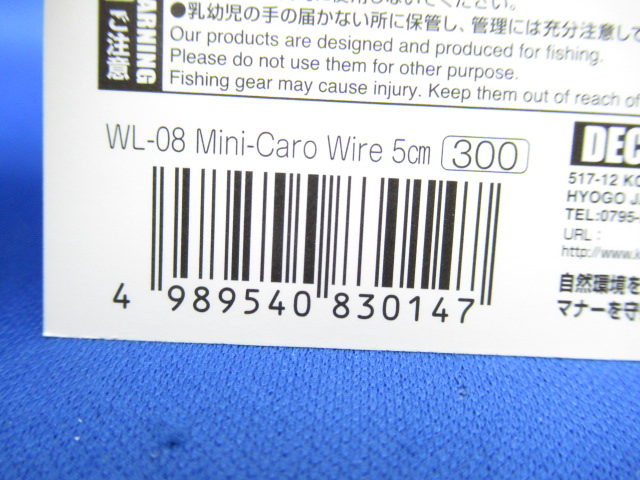 ●乳幼児の手の届かない所に保管し、管理には充分注意して
Our products are designed and produced for fishing.
Please do not use them for other purpose.
Fishing gear may cause injury. Keep them out of reach of
WARNING
WL-08 Mini-Caro Wire 5cm 300
4 989540 830147
DEC
517-12 KO
HYOGO J
TEL:0795-
URL :
http://www.k
自然環境を
マナーを守